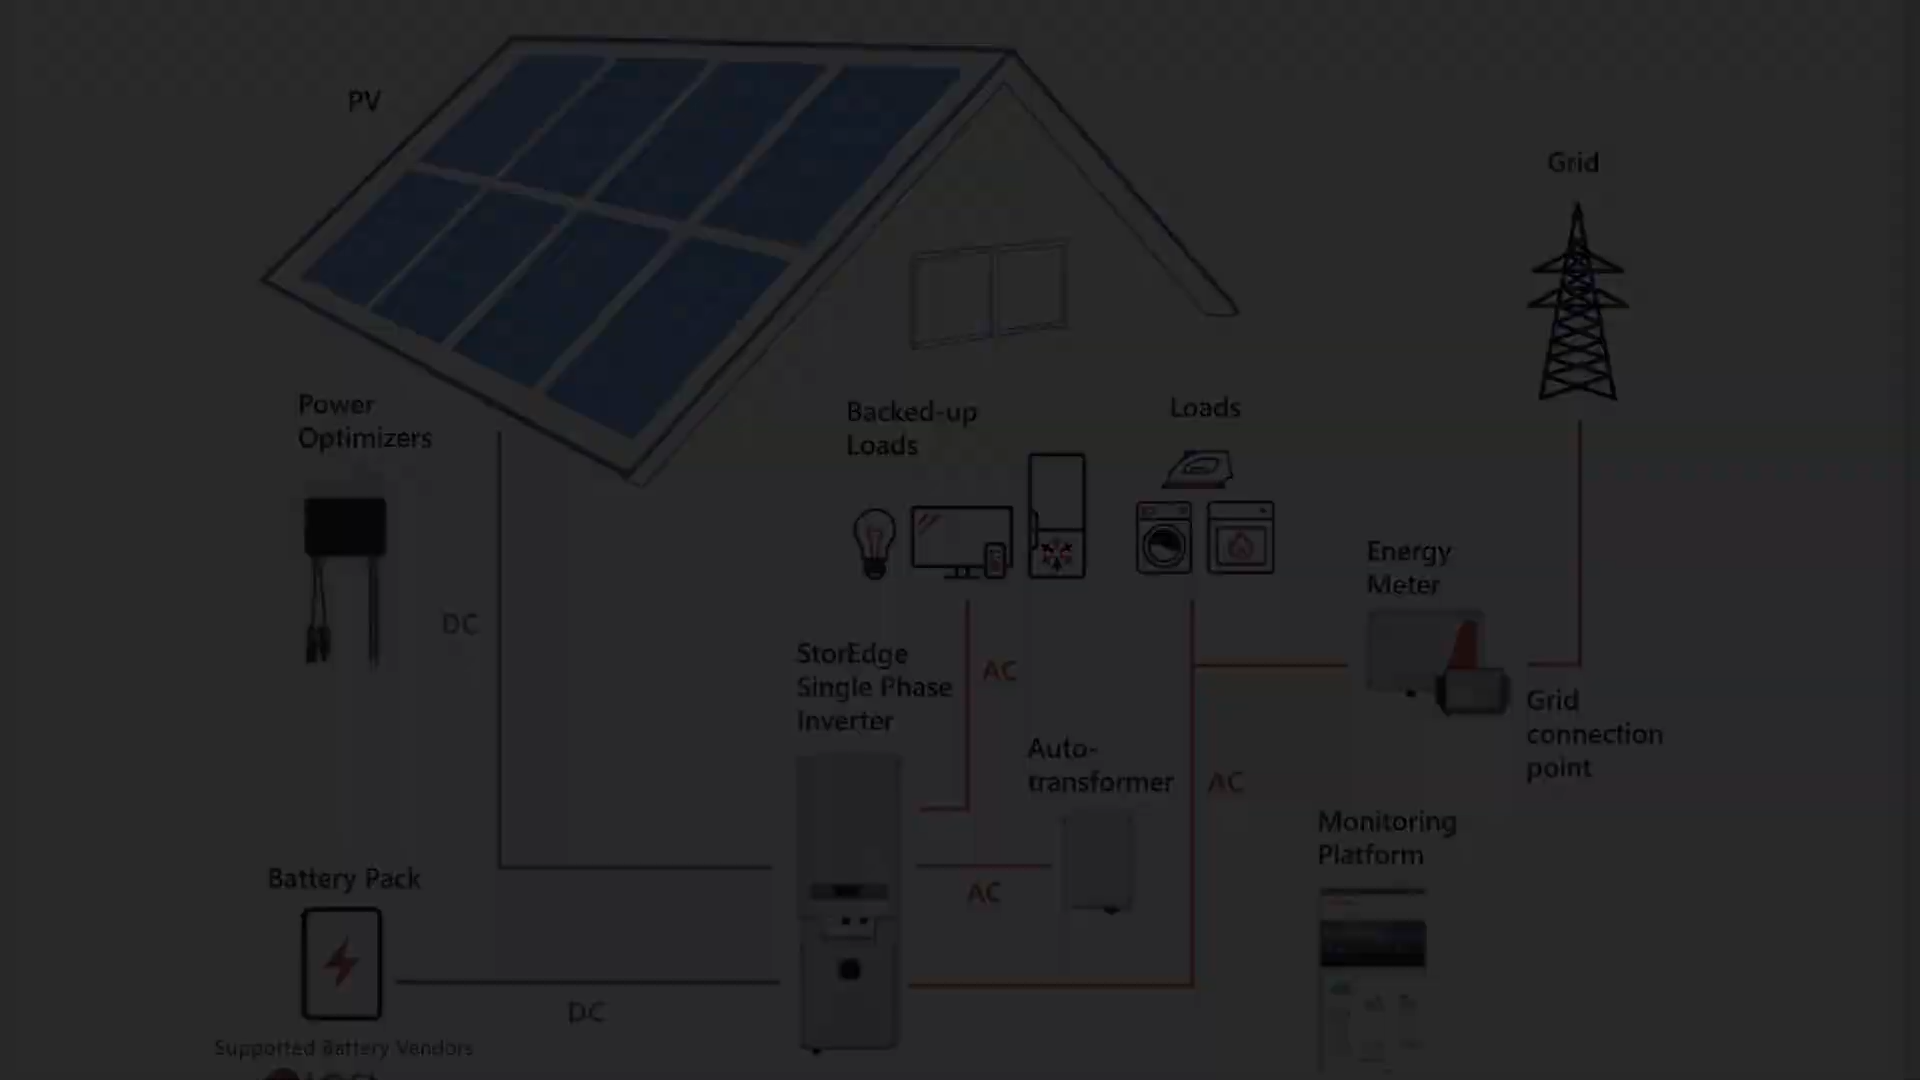 PV
Grid
Power
Optimizers
Backed-up
Loads
Loads
Energy
Meter
DC
StorEdge
Single Phase
Inverter
AC
Grid
connection
point
Auto-
transformer
AC
Monitoring
Platform
Battery Pack
AC
DC
Supported Battery Vendors